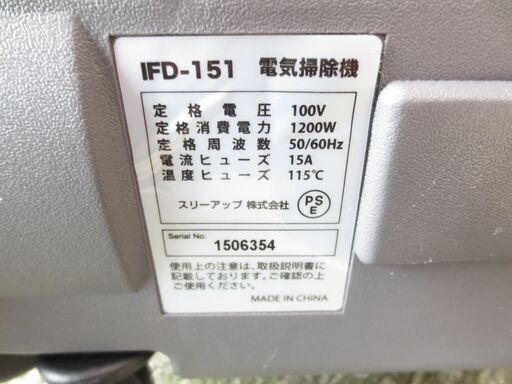 IFD-151 電気掃除機
定格電圧 100V
定格消費電力 1200W
定格周波数 50/60Hz
電流ヒューズ 15A
温度ヒューズ 115℃
スリーアップ 株式会社
PS
E
Serial No:
1506354
使用上の注意は、取扱説明書に
記載しております。ご確認の上
ご使用ください。
MADE IN CHINA